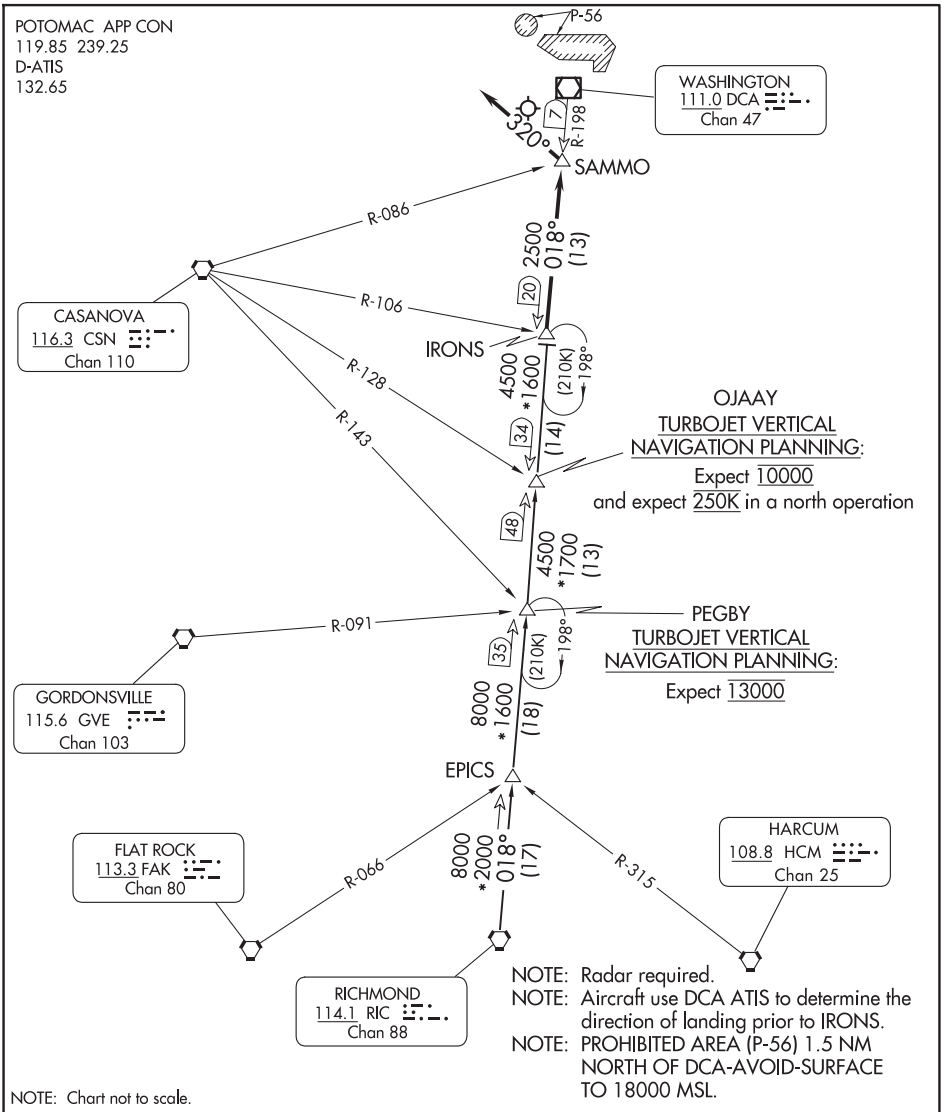 POTOMAC APP CON
119.85 239.25
D-ATIS
132.65
P-56
WASHINGTON
111.0 DCA
Chan 47
7
R-198
320°
SAMMO
R-086
2500
018°
(13)
CASANOVA
116.3 CSN
Chan 110
R-106
20
IRONS
R-128
4500
*1600
(14)
(210K)
198°
R-143
34
OJAAY
TURBOJET VERTICAL
NAVIGATION PLANNING:
Expect 10000
and expect 250K in a north operation
48
4500
*1700
(13)
R-091
PEGBY
TURBOJET VERTICAL
NAVIGATION PLANNING:
Expect 13000
35
(210K)
198°
GORDONSVILLE
115.6 GVE
Chan 103
8000
*1600
(18)
EPICS
FLAT ROCK
113.3 FAK
Chan 80
R-066
8000
*2000
018°
(17)
R-315
HARCUM
108.8 HCM
Chan 25
RICHMOND
114.1 RIC
Chan 88
NOTE: Radar required.
NOTE: Aircraft use DCA ATIS to determine the
direction of landing prior to IRONS.
NOTE: PROHIBITED AREA (P-56) 1.5 NM
NORTH OF DCA-AVOID-SURFACE
TO 18000 MSL.
NOTE: Chart not to scale.